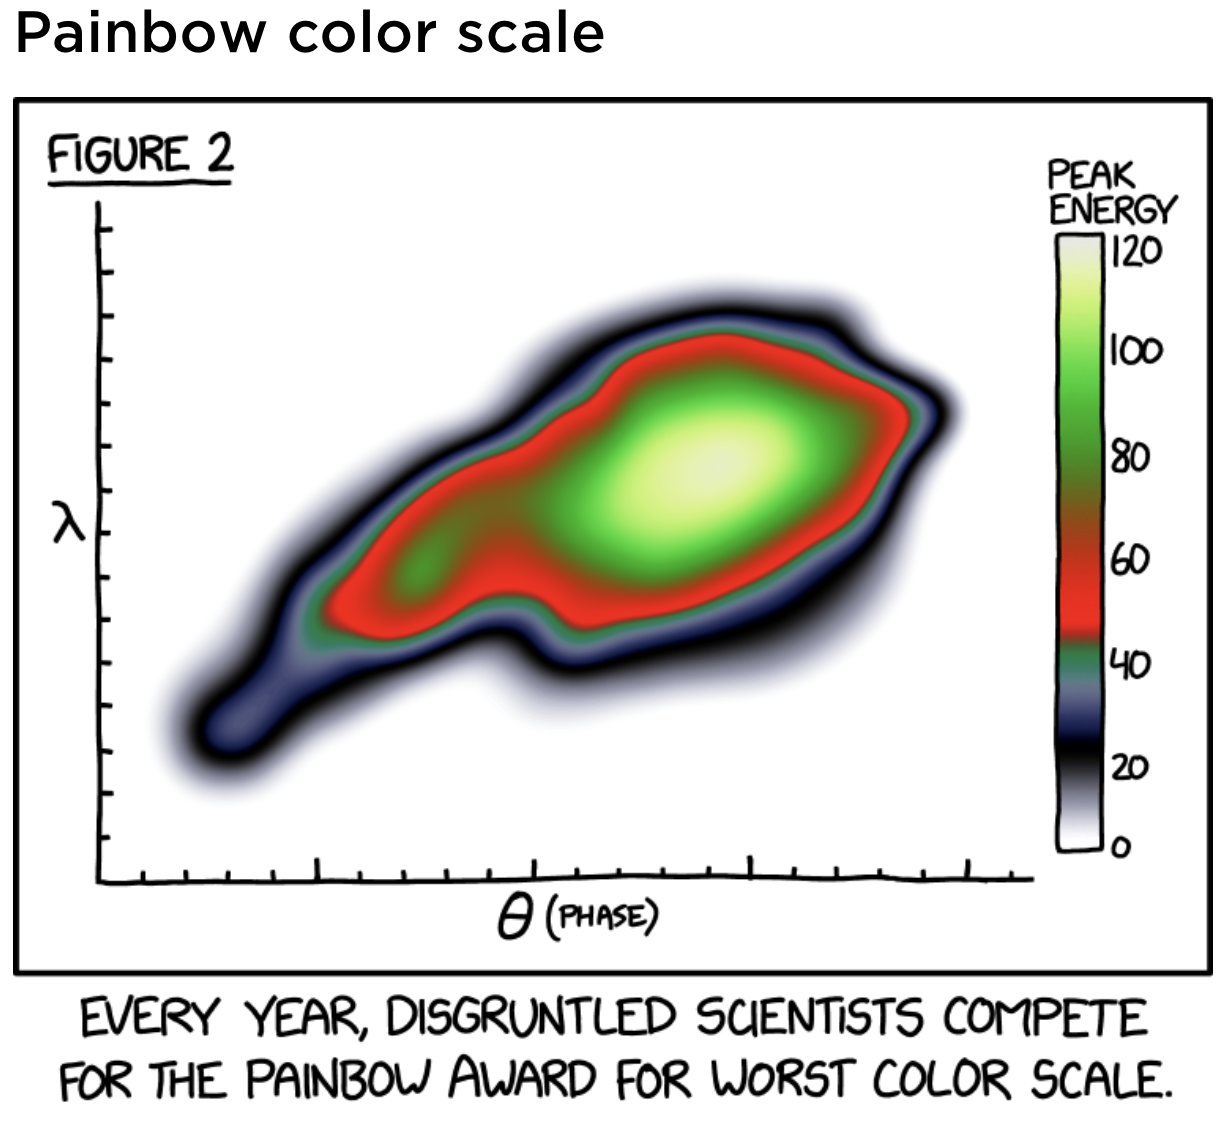 Painbow color scale
FIGURE 2
PEAK
ENERGY
120
100
80
60
40
20
0
λ
θ (PHASE)
EVERY YEAR, DISGRUNTLED SCIENTISTS COMPETE
FOR THE PAINBOW AWARD FOR WORST COLOR SCALE.